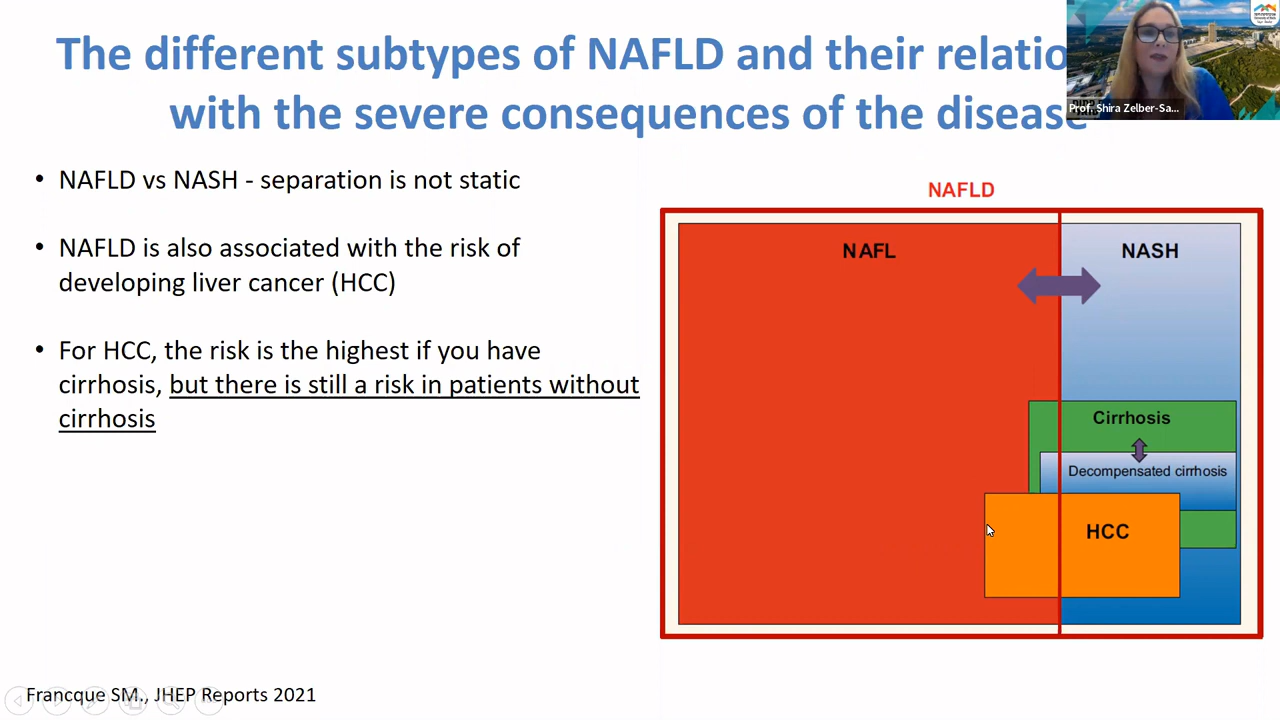 The different subtypes of NAFLD and their relatio
with the severe consequences of the disease
Prof. Shira Zelber-Sa...
• NAFLD vs NASH - separation is not static
• NAFLD is also associated with the risk of
developing liver cancer (HCC)
• For HCC, the risk is the highest if you have
cirrhosis, but there is still a risk in patients without
cirrhosis
NAFLD
NAFL
NASH
Cirrhosis
Decompensated cirrhosis
HCC
Francque SM., JHEP Reports 2021